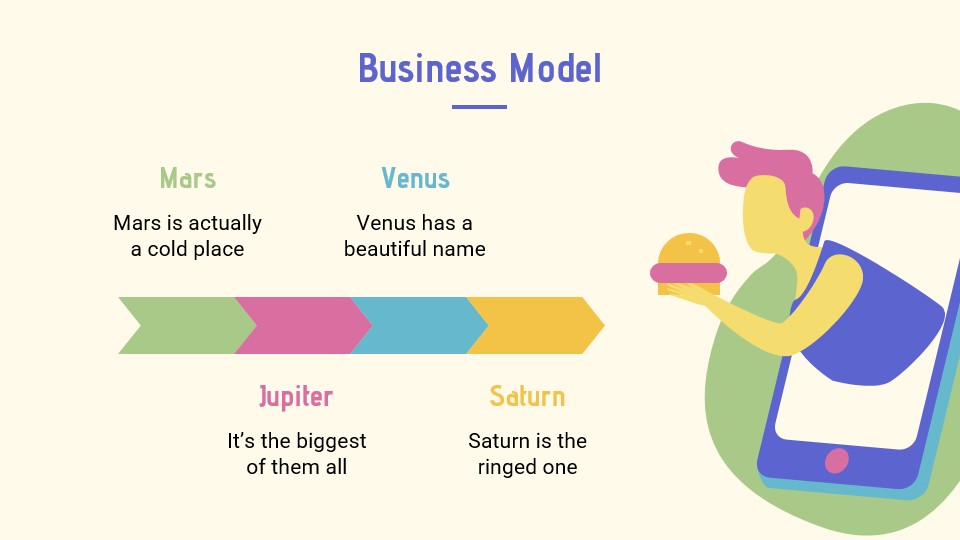 Business Model
Mars
Mars is actually
a cold place
Venus
Venus has a
beautiful name
Jupiter
It’s the biggest
of them all
Saturn
Saturn is the
ringed one